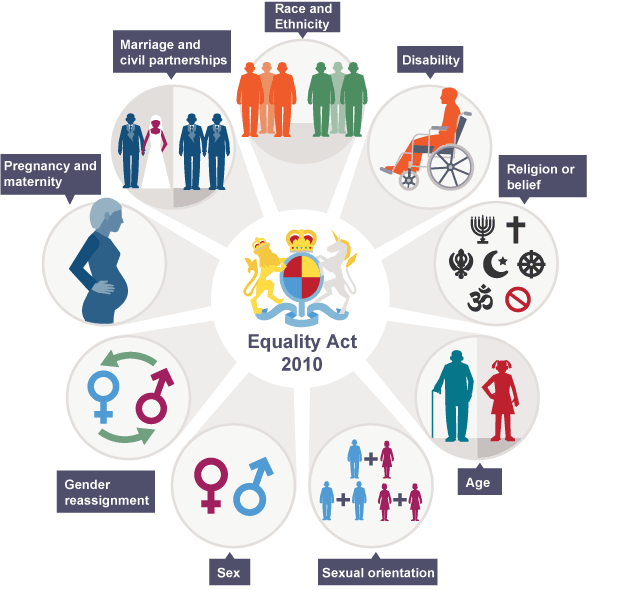 Race and
Ethnicity
Marriage and
civil partnerships
Disability
Pregnancy and
maternity
Religion or
belief
Equality Act
2010
Gender
reassignment
Age
Sex
Sexual orientation